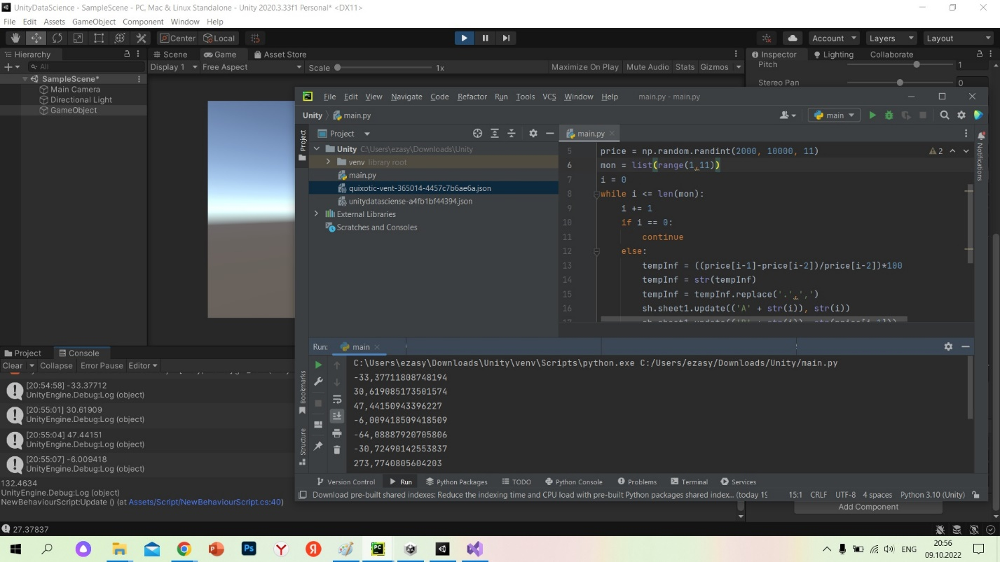 UnityDataScience - SampleScene - PC, Mac & Linux Standalone - Unity 2020.3.33f1 Personal* <DX11>
File Edit Assets GameObject Component Window Help
Center Local Account Layers Layout
Hierarchy Scene Game Asset Store Inspector Lighting Collaborate
All Display 1 Free Aspect Scale 1x Maximize On Play Mute Audio Stats Gizmos Pitch 1
SampleScene*
Stereo Pan 0
Main Camera
Directional Light
GameObject
PC File Edit View Navigate Code Refactor Run Tools VCS Window Help main.py - main.py
Unity main.py main
Project Project main.py
Notifications
Unity C:\Users\ezasy\Downloads\Unity
venv library root
main.py
quixotic-vent-365014-4457c7b6ae6a.json
unitydatasciense-a4fb1bf44394.json
External Libraries
Scratches and Consoles
5 price = np.random.randint(2000, 10000, 11) 2
6 mon = list(range(1,11))
7 i = 0
8 while i <= len(mon):
9 i += 1
10 if i == 0:
11 continue
12 else:
13 tempInf = ((price[i-1]-price[i-2])/price[i-2])*100
14 tempInf = str(tempInf)
15 tempInf = tempInf.replace('.',',')
16 sh.sheet1.update(('A' + str(i)), str(i))
Run: main
C:\Users\ezasy\Downloads\Unity\venv\Scripts\python.exe C:/Users/ezasy/Downloads/Unity/main.py
-33,37711808748194
30,619085173501574
47,44150943396227
-6,009418509418509
-64,08887920705806
-30,72490142553837
273,7740805604203
Bookmarks
Structure
Version Control Run Python Packages TODO Python Console Problems Terminal Services
Download pre-built shared indexes: Reduce the indexing time and CPU load with pre-built Python packages shared index... (today 19 15:1 CRLF UTF-8 4 spaces Python 3.10 (Unity)
Project Console
Clear Collapse Error Pause Editor
[20:54:58] -33.37712
UnityEngine.Debug:Log (object)
[20:55:01] 30.61909
UnityEngine.Debug:Log (object)
[20:55:04] 47.44151
UnityEngine.Debug:Log (object)
[20:55:07] -6.009418
UnityEngine.Debug:Log (object)
132.4634
UnityEngine.Debug:Log (object)
NewBehaviourScript:Update () (at Assets/Script/NewBehaviourScript.cs:40)
Add Component
27.37837
Ps Y Я PC ENG 20:56
09.10.2022